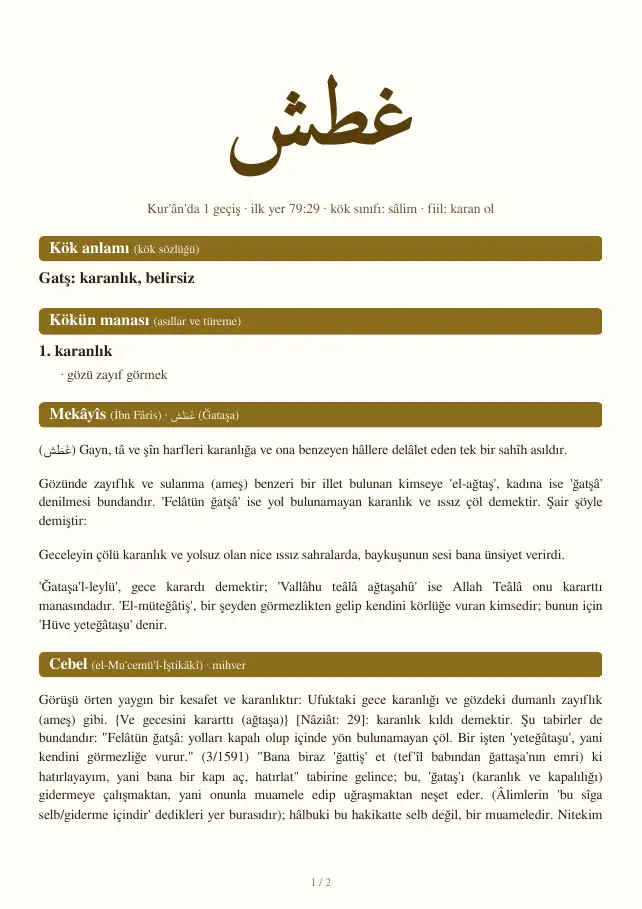 غطش
Kur'ân'da 1 geçiş · ilk yer 79:29 · kök sınıfı: sâlim · fiil: karan ol
Kök anlamı (kök sözlüğü)
Gatş: karanlık, belirsiz
Kökün manası (asıllar ve türeme)
1. karanlık
· gözü zayıf görmek
Mekâyîs (İbn Fâris) · غَطَشَ (Ğataşa)
(غَطَشَ) Gayn, tâ ve şîn harfleri karanlığa ve ona benzeyen hâllere delâlet eden tek bir sahîh asıldır.
Gözünde zayıflık ve sulanma (ameş) benzeri bir illet bulunan kimseye 'el-ağtaş', kadına ise 'ğatşâ'
denilmesi bundandır. 'Felâtün ğatşâ' ise yol bulunamayan karanlık ve ıssız çöl demektir. Şair şöyle
demiştir:
Geceleyin çölü karanlık ve yolsuz olan nice ıssız sahralarda, baykuşunun sesi bana ünsiyet verirdi.
'Ğataşa'l-leylü', gece karardı demektir; 'Vallâhu teâlâ ağtaşahû' ise Allah Teâlâ onu kararttı
manasındadır. 'El-müteğâtiş', bir şeyden görmezlikten gelip kendini körlüğe vuran kimsedir; bunun için
'Hüve yeteğâtaşu' denir.
Cebel (el-Mu'cemü'l-İştikâkî) · mihver
Görüşü örten yaygın bir kesafet ve karanlıktır: Ufuktaki gece karanlığı ve gözdeki dumanlı zayıflık
(ameş) gibi. {Ve gecesini kararttı (ağtaşa)} [Nâziât: 29]: karanlık kıldı demektir. Şu tabirler de
bundandır: "Felâtün ğatşâ: yolları kapalı olup içinde yön bulunamayan çöl. Bir işten 'yeteğâtaşu', yani
kendini görmezliğe vurur." (3/1591) "Bana biraz 'ğattiş' et (tef'îl babından ğattaşa'nın emri) ki
hatırlayayım, yani bana bir kapı aç, hatırlat" tabirine gelince; bu, 'ğataş'ı (karanlık ve kapalılığı)
gidermeye çalışmaktan, yani onunla muamele edip uğraşmaktan neşet eder. (Âlimlerin 'bu sîga
selb/giderme içindir' dedikleri yer burasıdır); hâlbuki bu hakikatte selb değil, bir muameledir. Nitekim
1 / 2